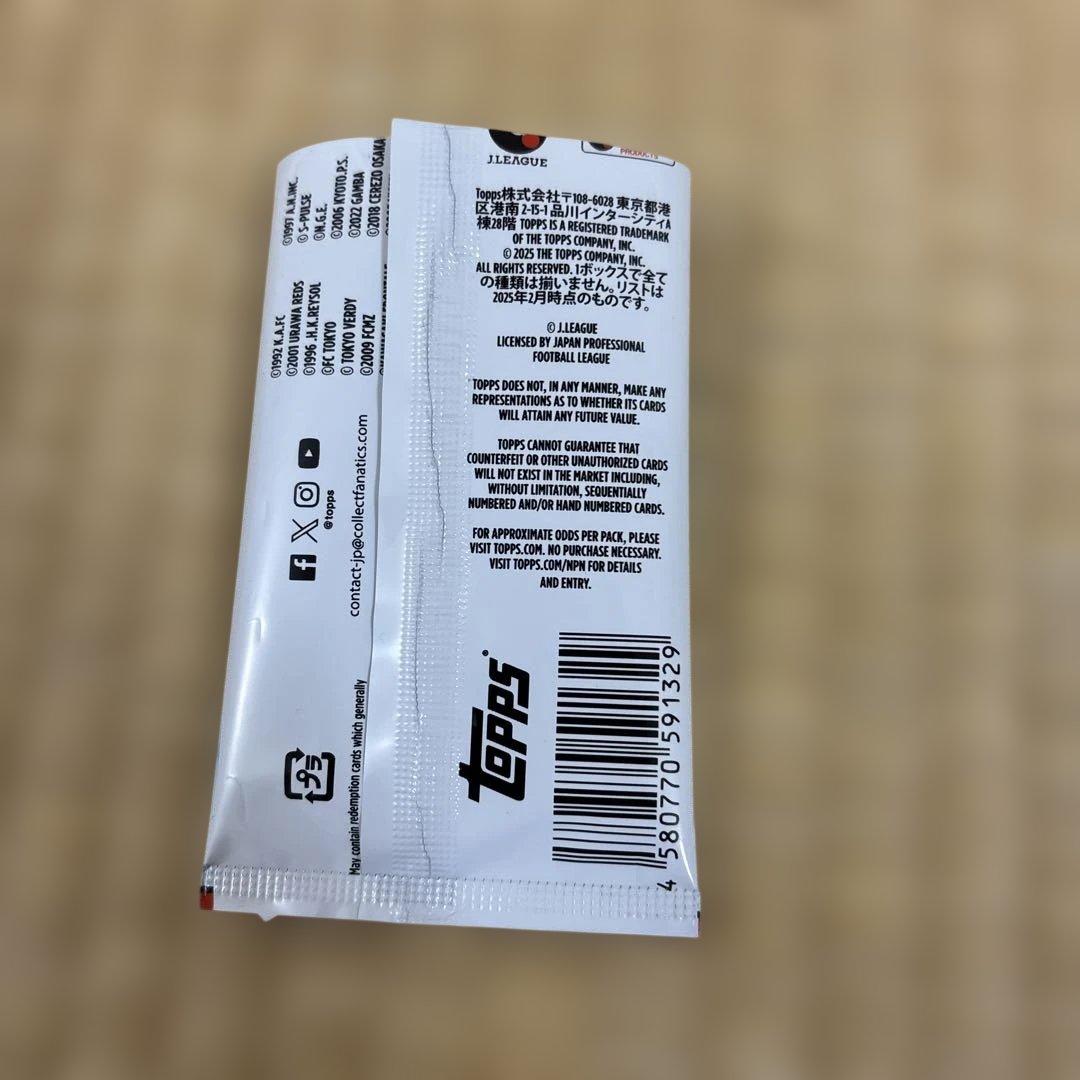 J.LEAGUE
PRODUCTS
Topps株式会社〒108-6028 東京都港
区港南 2-15-1 品川インターシティA
棟28階 TOPPS IS A REGISTERED TRADEMARK
OF THE TOPPS COMPANY, INC.
© 2025 THE TOPPS COMPANY, INC.
ALL RIGHTS RESERVED. 1ボックスで全て
の種類は揃いません。リストは
2025年2月時点のものです。
© J.LEAGUE
LICENSED BY JAPAN PROFESSIONAL
FOOTBALL LEAGUE
TOPPS DOES NOT, IN ANY MANNER, MAKE ANY
REPRESENTATIONS AS TO WHETHER ITS CARDS
WILL ATTAIN ANY FUTURE VALUE.
TOPPS CANNOT GUARANTEE THAT
COUNTERFEIT OR OTHER UNAUTHORIZED CARDS
WILL NOT EXIST IN THE MARKET INCLUDING,
WITHOUT LIMITATION, SEQUENTIALLY
NUMBERED AND/OR HAND NUMBERED CARDS.
FOR APPROXIMATE ODDS PER PACK, PLEASE
VISIT TOPPS.COM. NO PURCHASE NECESSARY.
VISIT TOPPS.COM/NPN FOR DETAILS
AND ENTRY.
topps
4 580770 591329
©1992 K.A.FC ©1997 A.M.INC.
©2001 URAWA REDS © S-PULSE
©1996 .H.K.REYSOL ©N.G.E.
©FC TOKYO ©2006 KYOTO.P.S.
© TOKYO VERDY ©2022 GAMBA
©2009 FCMZ ©2018 CEREZO OSAKA
@topps
contact-jp@collectfanatics.com
プラ
May contain redemption cards which generally